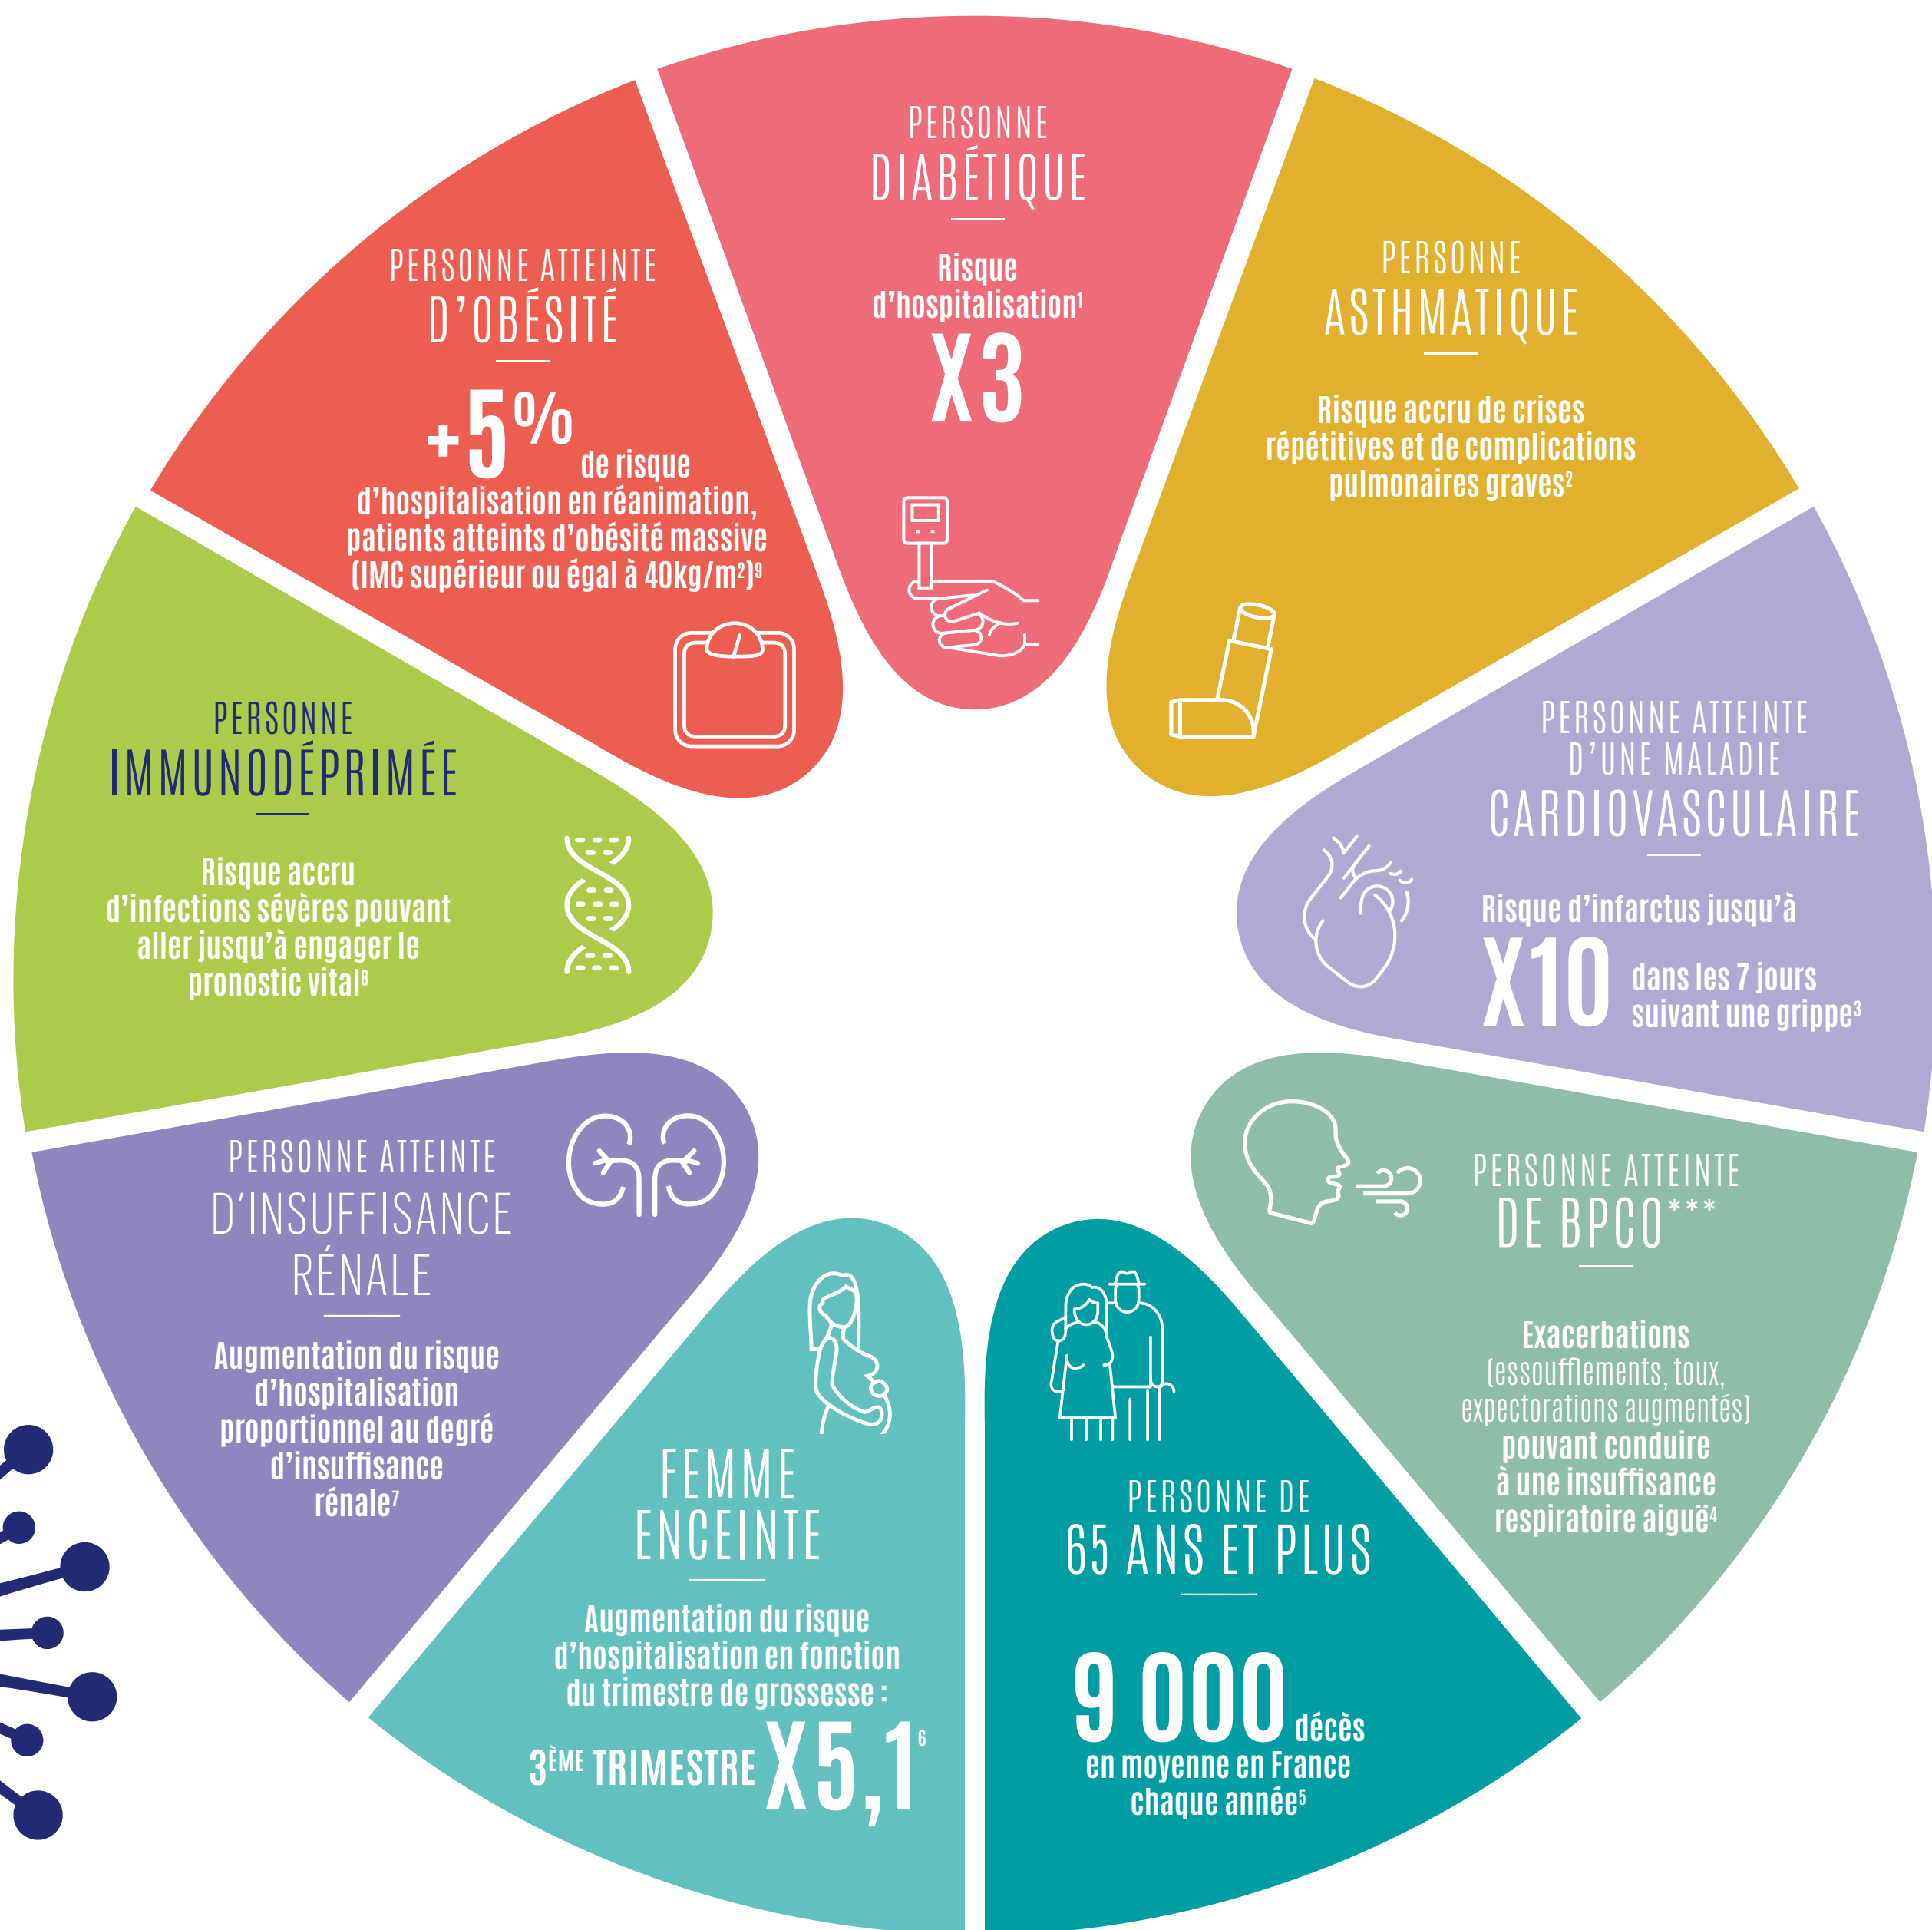 PERSONNE
DIABÉTIQUE
Risque
d'hospitalisation¹
X3
PERSONNE
ASTHMATIQUE
Risque accru de crises
répétitives et de complications
pulmonaires graves²
PERSONNE ATTEINTE
D'UNE MALADIE
CARDIOVASCULAIRE
Risque d'infarctus jusqu'à
X10 dans les 7 jours
suivant une grippe³
PERSONNE ATTEINTE
DE BPCO***
Exacerbations
(essoufflements, toux,
expectorations augmentés)
pouvant conduire
à une insuffisance
respiratoire aiguë⁴
PERSONNE DE
65 ANS ET PLUS
9 000 décès
en moyenne en France
chaque année⁵
FEMME
ENCEINTE
Augmentation du risque
d'hospitalisation en fonction
du trimestre de grossesse :
3ÈME TRIMESTRE X5,1⁶
PERSONNE ATTEINTE
D'INSUFFISANCE
RÉNALE
Augmentation du risque
d'hospitalisation
proportionnel au degré
d'insuffisance
rénale⁷
PERSONNE
IMMUNODÉPRIMÉE
Risque accru
d'infections sévères pouvant
aller jusqu'à engager le
pronostic vital⁸
PERSONNE ATTEINTE
D'OBÉSITÉ
+5% de risque
d'hospitalisation en réanimation,
patients atteints d'obésité massive
(IMC supérieur ou égal à 40kg/m²)⁹